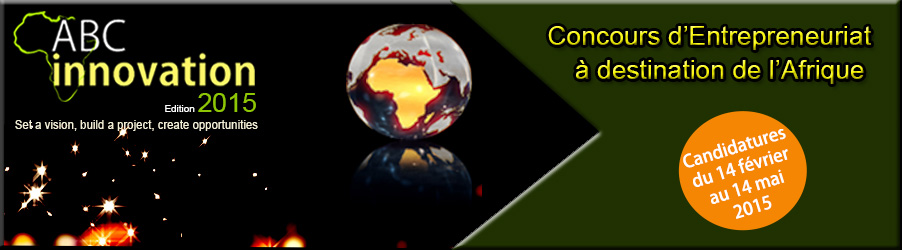 ABC
innovation
Edition 2015
Set a vision, build a project, create opportunities
Concours d'Entrepreneuriat
à destination de l'Afrique
Candidatures
du 14 février
au 14 mai
2015